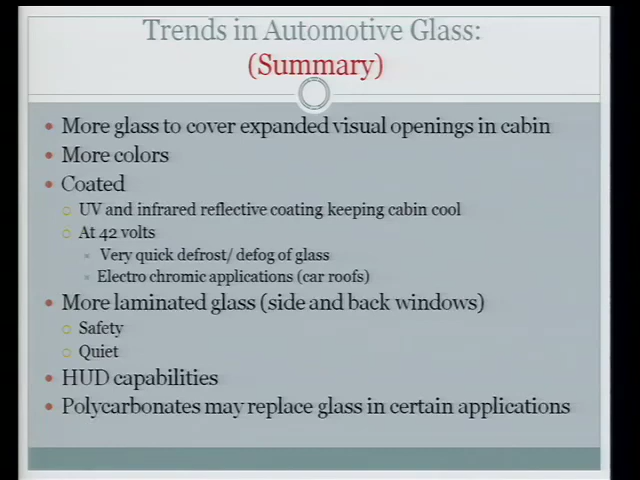 Trends in Automotive Glass:
(Summary)
More glass to cover expanded visual openings in cabin
More colors
Coated
UV and infrared reflective coating keeping cabin cool
At 42 volts
Very quick defrost/ defog of glass
Electro chromic applications (car roofs)
More laminated glass (side and back windows)
Safety
Quiet
HUD capabilities
Polycarbonates may replace glass in certain applications